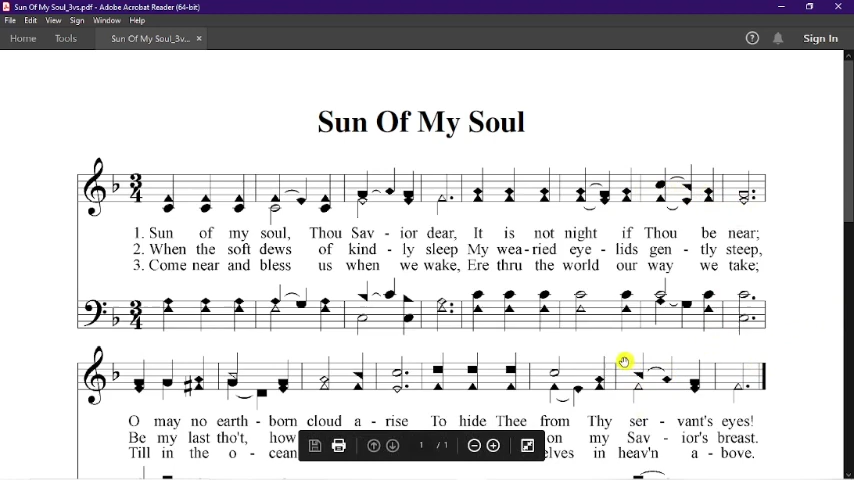 Sun Of My Soul_3vs.pdf - Adobe Acrobat Reader (64-bit)
File Edit View Sign Window Help
Home Tools Sun Of My Soul_3v... × Sign In
Sun Of My Soul
1. Sun of my soul, Thou Sav - ior dear, It is not night if Thou be near;
2. When the soft dews of kind - ly sleep My wea - ried eye - lids gen - tly steep,
3. Come near and bless us when we wake, Ere thru the world our way we take;
O may no earth - born cloud a - rise To hide Thee from Thy ser - vant's eyes!
Be my last tho't, how on my Sav - ior's breast.
Till in the o - cean elves in heav'n a - bove.
1 / 1